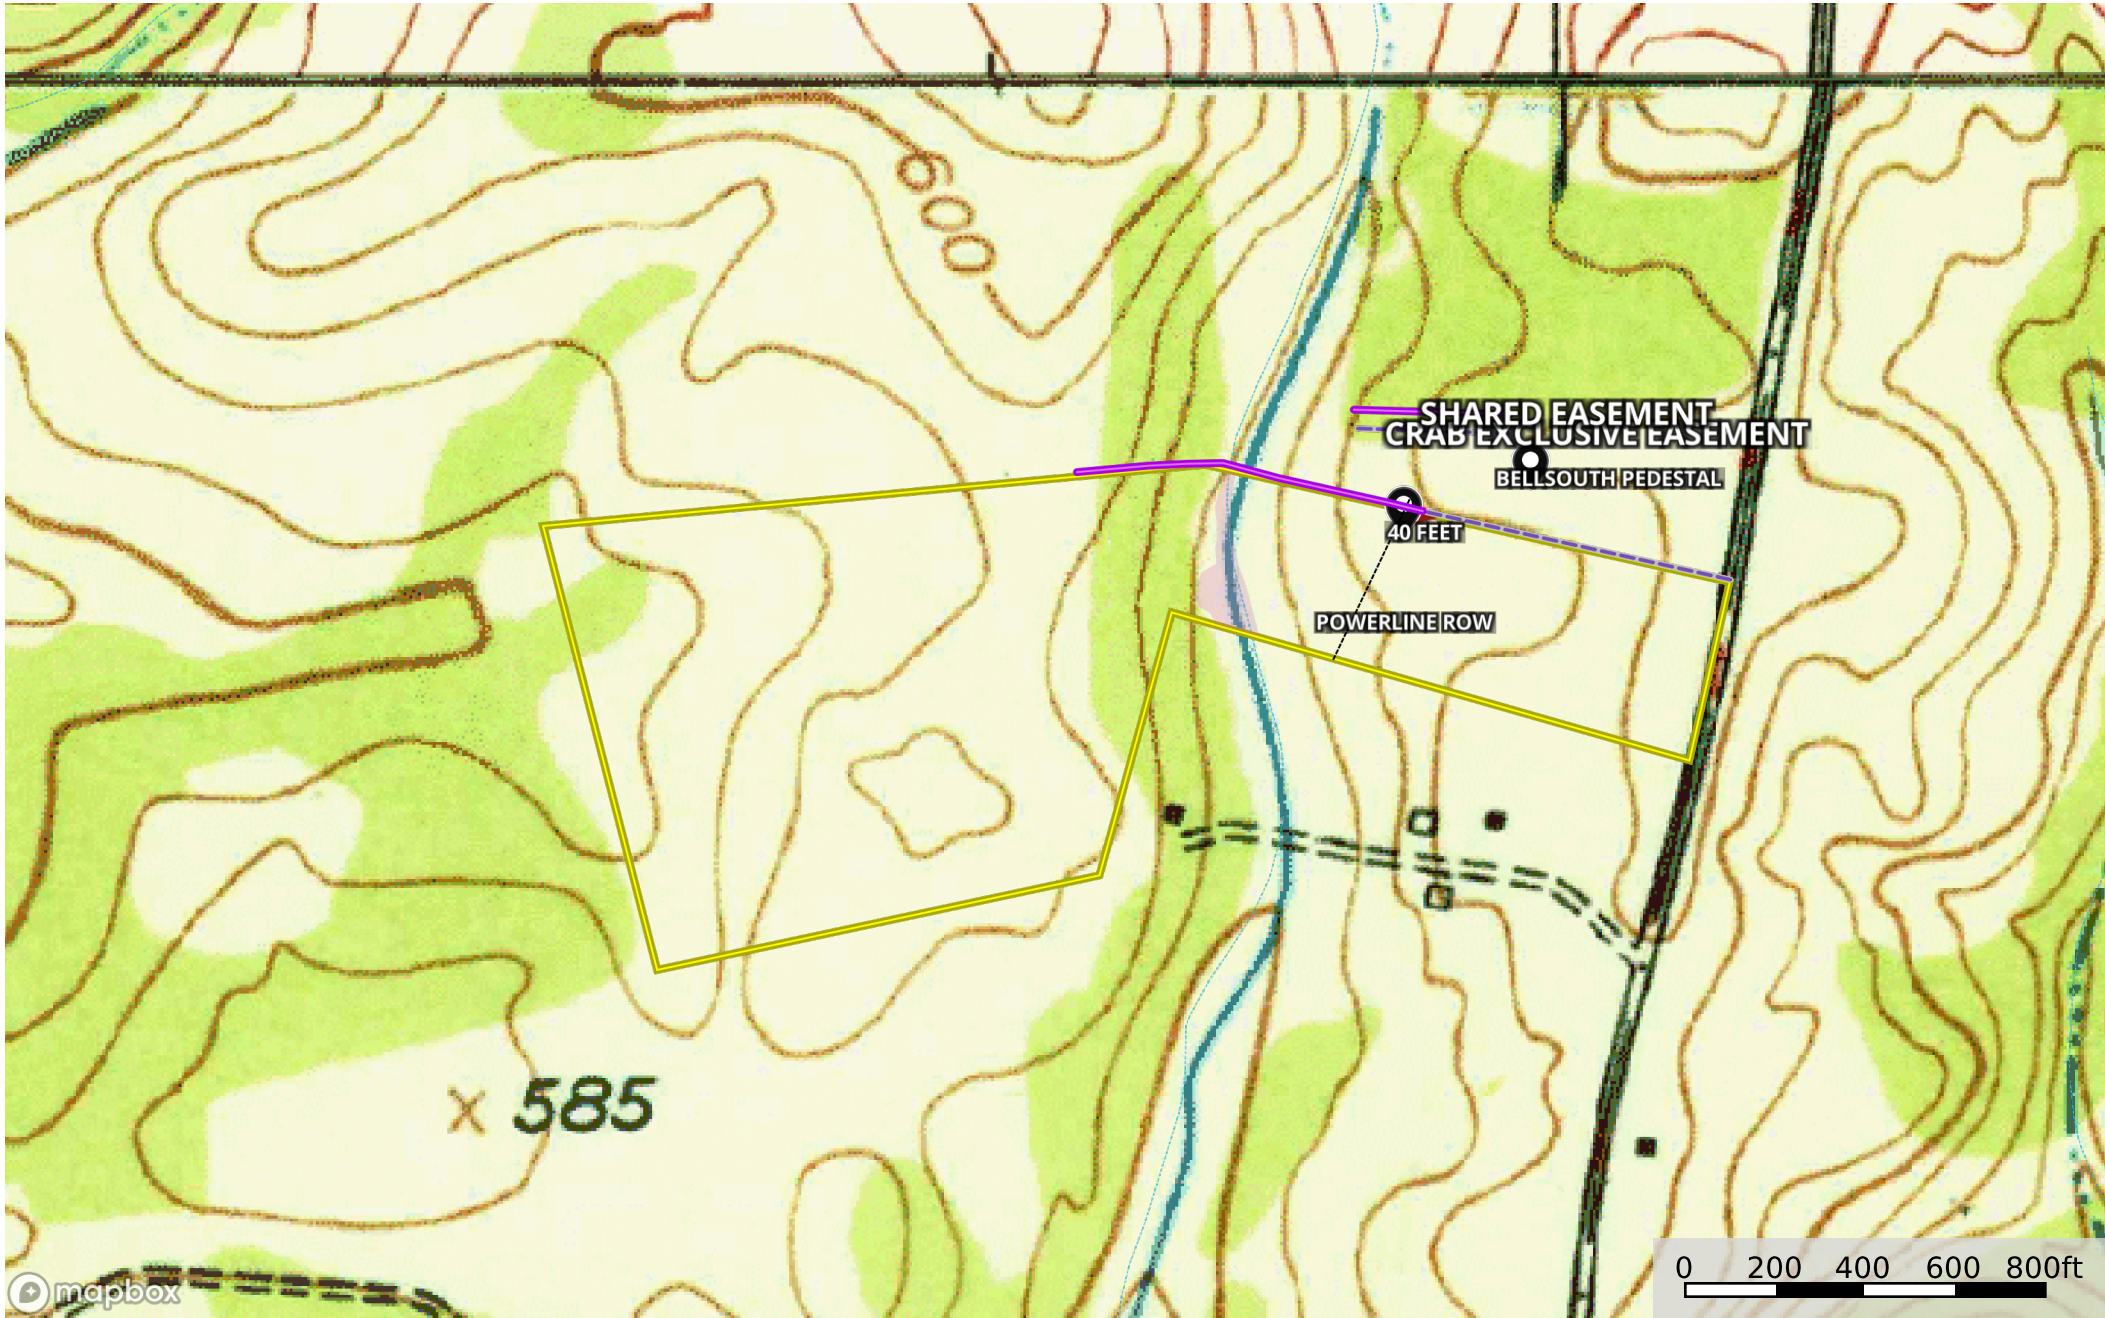 600
SHARED EASEMENT
CRAB EXCLUSIVE EASEMENT
BELLSOUTH PEDESTAL
40 FEET
POWERLINE ROW
585
0 200 400 600 800ft
mapbox